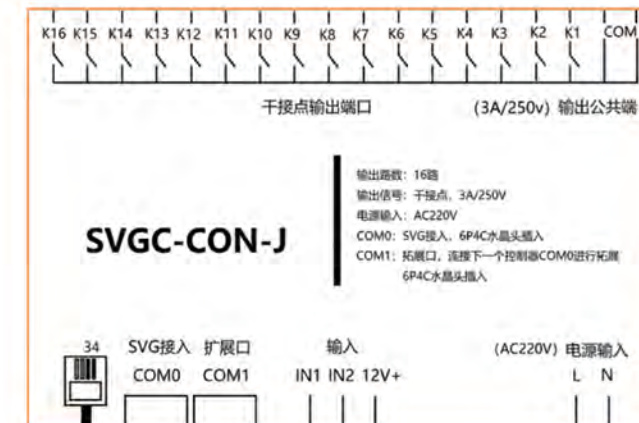 K16 K15 K14 K13 K12 K11 K10 K9 K8 K7 K6 K5 K4 K3 K2 K1 COM
干接点输出端口 (3A/250v) 输出公共端
输出路数：16路
输出信号：干接点，3A/250V
电源输入：AC220V
SVGC-CON-J
COM0：SVG接入，6P4C水晶头插入
COM1：拓展口，连接下一个控制器COM0进行拓展
6P4C水晶头插入
34 SVG接入 扩展口 输入 (AC220V) 电源输入
COM0 COM1 IN1 IN2 12V+ L N